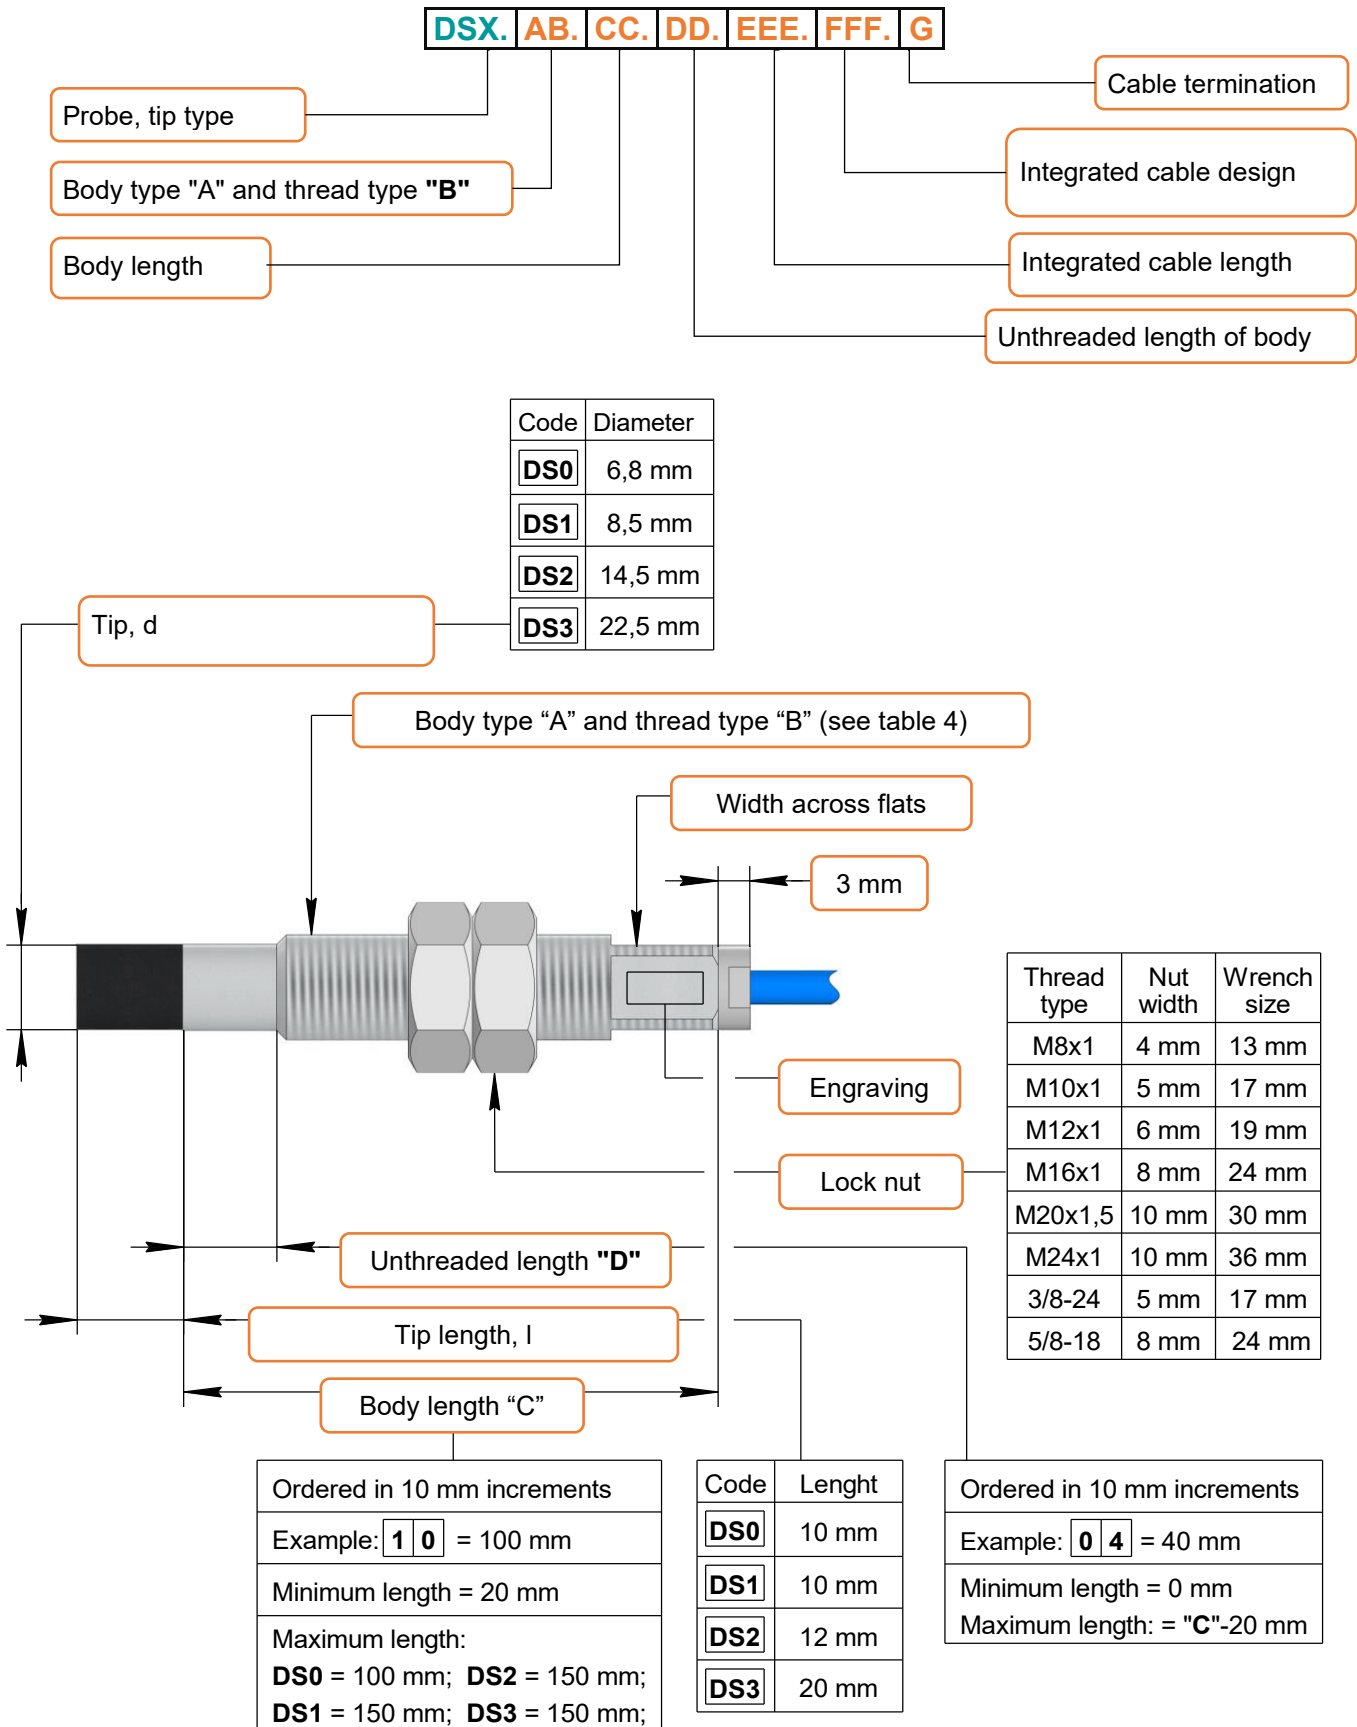 DSX. AB. CC. DD. EEE. FFF. G
Cable termination
Probe, tip type
Integrated cable design
Body type "A" and thread type "B"
Body length
Integrated cable length
Unthreaded length of body
Code Diameter
DS0 6,8 mm
DS1 8,5 mm
DS2 14,5 mm
DS3 22,5 mm
Tip, d
Body type “A” and thread type “B” (see table 4)
Width across flats
3 mm
Thread type Nut width Wrench size
M8x1 4 mm 13 mm
M10x1 5 mm 17 mm
M12x1 6 mm 19 mm
M16x1 8 mm 24 mm
M20x1,5 10 mm 30 mm
M24x1 10 mm 36 mm
3/8-24 5 mm 17 mm
5/8-18 8 mm 24 mm
Engraving
Lock nut
Unthreaded length "D"
Tip length, l
Body length “C”
Ordered in 10 mm increments
Example: 1 0 = 100 mm
Minimum length = 20 mm
Maximum length:
DS0 = 100 mm; DS2 = 150 mm;
DS1 = 150 mm; DS3 = 150 mm;
Code Lenght
DS0 10 mm
DS1 10 mm
DS2 12 mm
DS3 20 mm
Ordered in 10 mm increments
Example: 0 4 = 40 mm
Minimum length = 0 mm
Maximum length: = "C"-20 mm